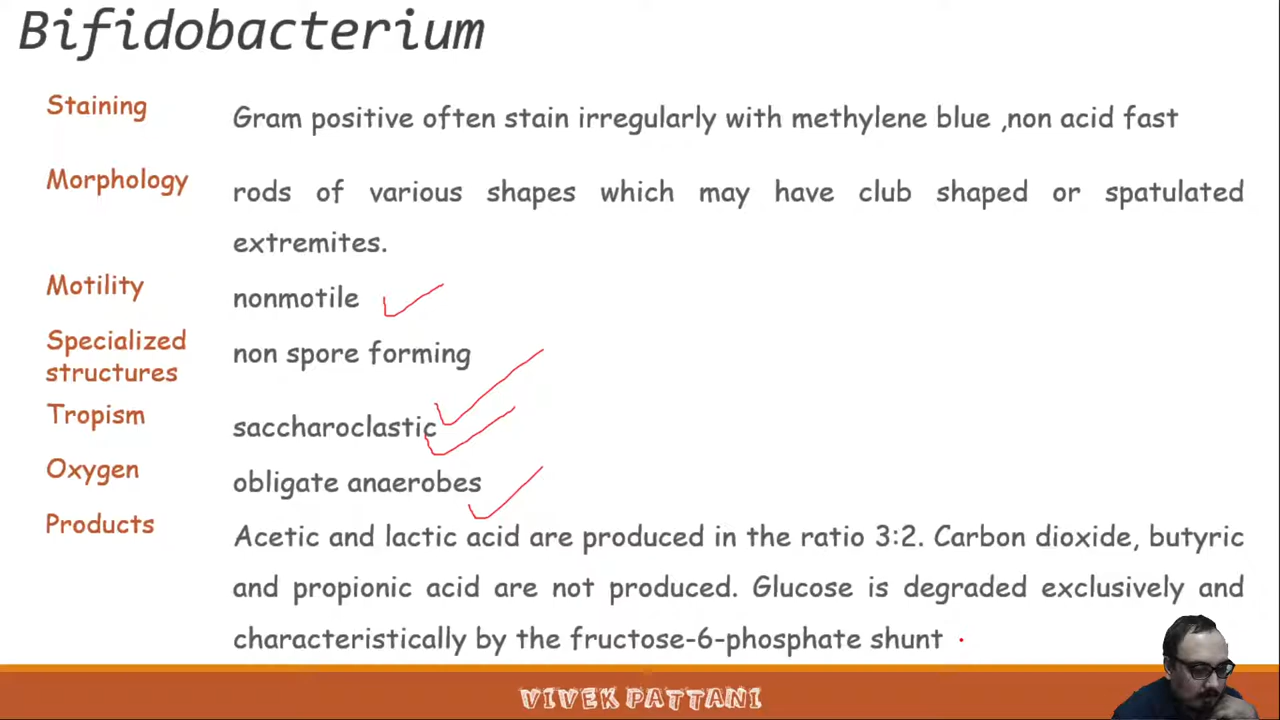 Bifidobacterium
Staining
Gram positive often stain irregularly with methylene blue ,non acid fast
Morphology
rods of various shapes which may have club shaped or spatulated
extremites.
Motility
nonmotile
Specialized
structures
non spore forming
Tropism
saccharoclastic
Oxygen
obligate anaerobes
Products
Acetic and lactic acid are produced in the ratio 3:2. Carbon dioxide, butyric
and propionic acid are not produced. Glucose is degraded exclusively and
characteristically by the fructose-6-phosphate shunt
VIVEK PATTANI